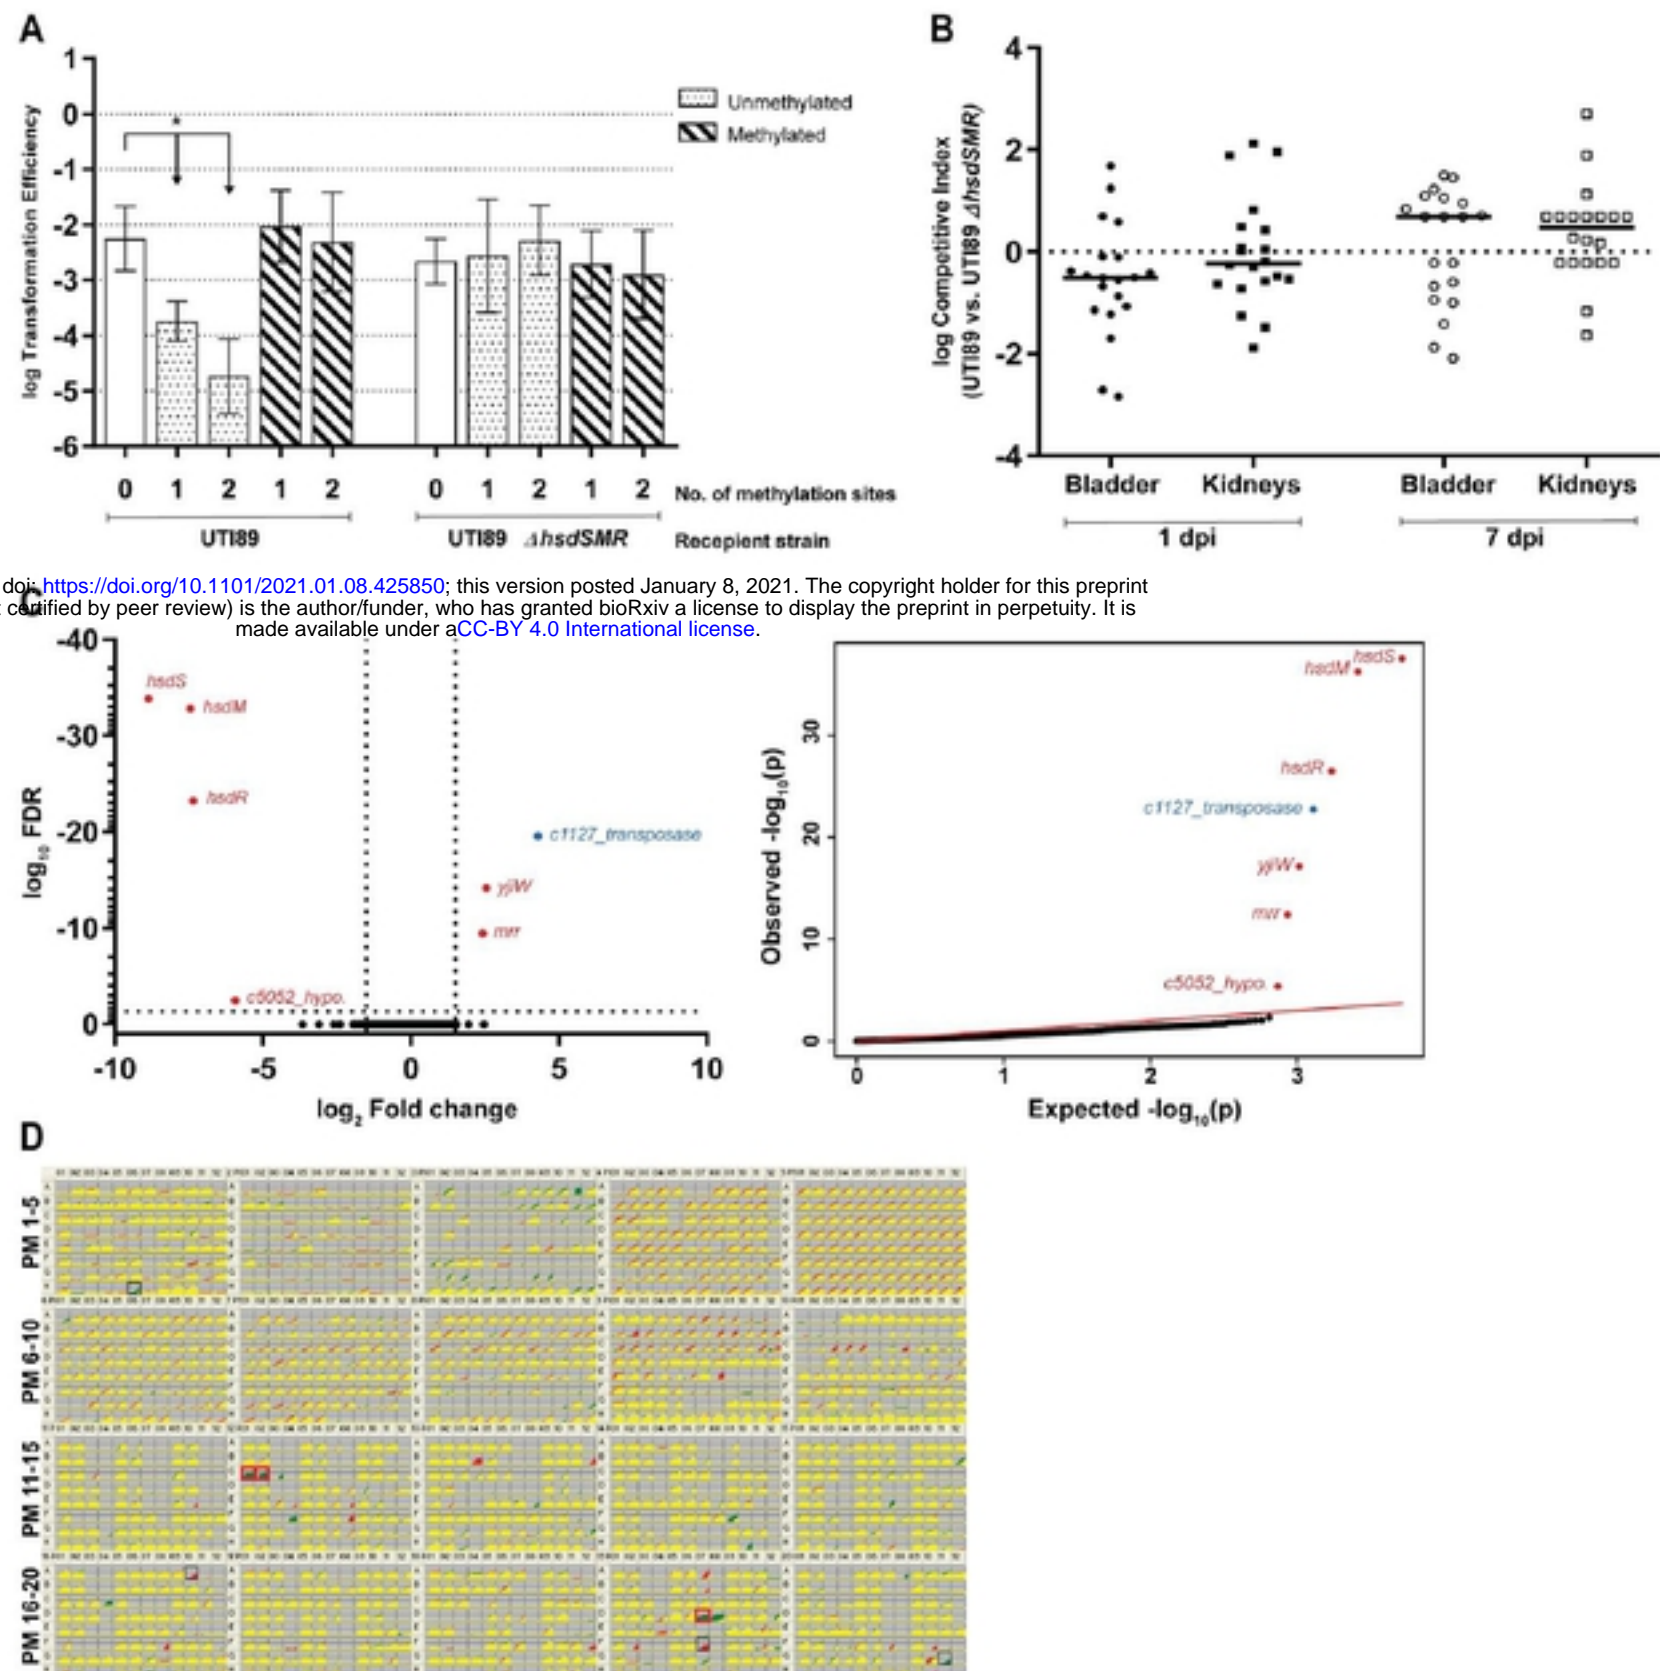 A
1
0
-1
-2
-3
-4
-5
-6
log Transformation Efficiency
*
Unmethylated
Methylated
0 1 2 1 2 0 1 2 1 2 No. of methylation sites
UTI89 UTI89 ΔhsdSMR Recepient strain
B
4
2
0
-2
-4
log Competitive Index
(UTI89 vs. UTI89 ΔhsdSMR)
Bladder Kidneys Bladder Kidneys
1 dpi 7 dpi
doi: https://doi.org/10.1101/2021.01.08.425850; this version posted January 8, 2021. The copyright holder for this preprint
certified by peer review) is the author/funder, who has granted bioRxiv a license to display the preprint in perpetuity. It is
made available under aCC-BY 4.0 International license.
C
-40
-30
-20
-10
0
log10 FDR
hsdS
hsdM
hsdR
c1127_transposase
yjiW
mrr
c5052_hypo.
-10 -5 0 5 10
log2 Fold change
30
20
10
0
Observed -log10(p)
hsdS
hsdM
hsdR
c1127_transposase
yjiW
mrr
c5052_hypo.
0 1 2 3
Expected -log10(p)
D
PM 1-5
PM 6-10
PM 11-15
PM 16-20